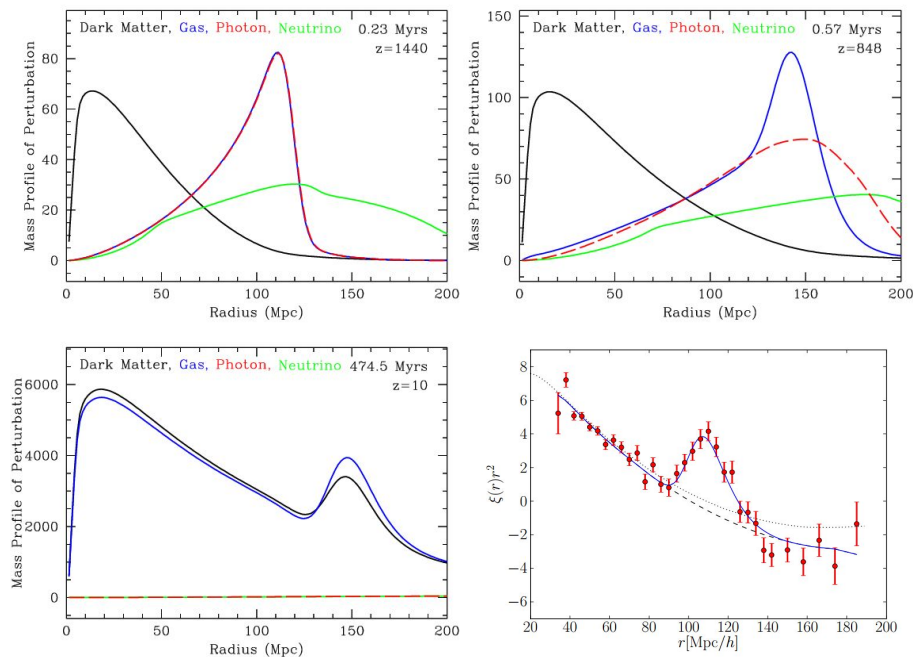 Dark Matter, Gas, Photon, Neutrino 0.23 Myrs
z=1440
Mass Profile of Perturbation
80
60
40
20
0
0 50 100 150 200
Radius (Mpc)
Dark Matter, Gas, Photon, Neutrino 0.57 Myrs
z=848
Mass Profile of Perturbation
150
100
50
0
0 50 100 150 200
Radius (Mpc)
Dark Matter, Gas, Photon, Neutrino 474.5 Myrs
z=10
Mass Profile of Perturbation
6000
4000
2000
0
0 50 100 150 200
Radius (Mpc)
ξ(r)r²
8
6
4
2
0
−2
−4
−6
20 40 60 80 100 120 140 160 180 200
r[Mpc/h]